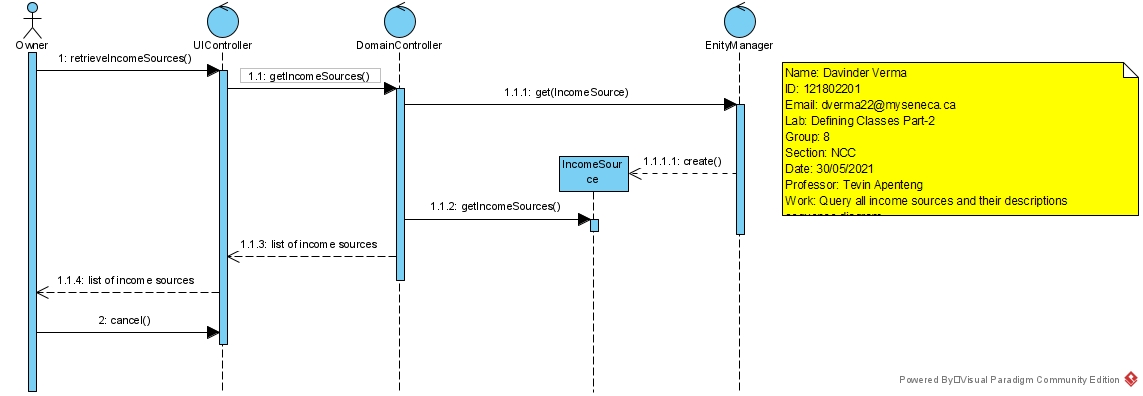 Owner
UIController
DomainController
EnityManager
1: retrieveIncomeSources()
1.1: getIncomeSources()
1.1.1: get(IncomeSource)
IncomeSour
ce
1.1.1.1: create()
1.1.2: getIncomeSources()
1.1.3: list of income sources
1.1.4: list of income sources
2: cancel()
Name: Davinder Verma
ID: 121802201
Email: dverma22@myseneca.ca
Lab: Defining Classes Part-2
Group: 8
Section: NCC
Date: 30/05/2021
Professor: Tevin Apenteng
Work: Query all income sources and their descriptions
sequence diagram
Powered By Visual Paradigm Community Edition